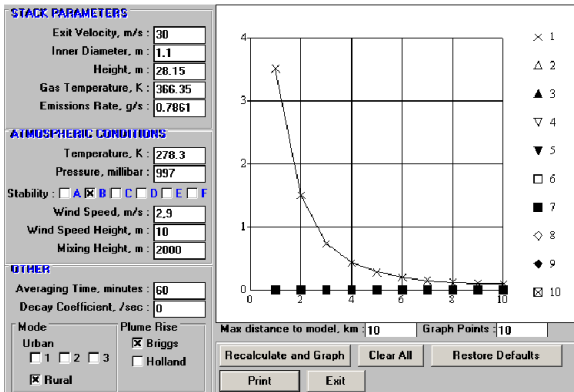 STACK PARAMETERS
Exit Velocity, m/s : 30
Inner Diameter, m : 1.1
Height, m : 28.15
Gas Temperature, K : 366.35
Emissions Rate, g/s : 0.7861
ATMOSPHERIC CONDITIONS
Temperature, K : 278.3
Pressure, millibar : 997
Stability : A B C D E F
Wind Speed, m/s : 2.9
Wind Speed Height, m : 10
Mixing Height, m : 2000
OTHER
Averaging Time, minutes : 60
Decay Coefficient, /sec : 0
Mode
Urban
1 2 3
Rural
Plume Rise
Briggs
Holland
4
3
2
1
0
0 2 4 6 8 10
1
2
3
4
5
6
7
8
9
10
Max distance to model, km : 10
Graph Points : 10
Recalculate and Graph
Clear All
Restore Defaults
Print
Exit